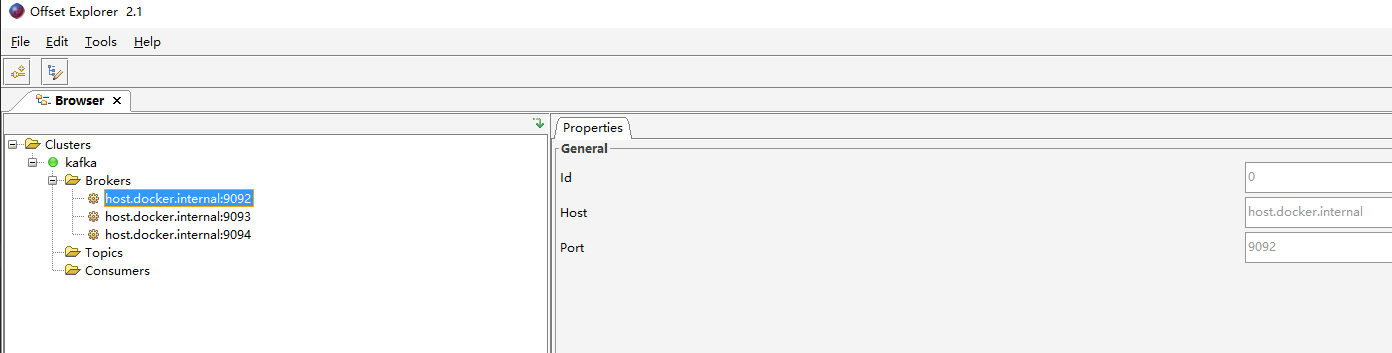 Offset Explorer 2.1
File Edit Tools Help
Browser
Clusters
kafka
Brokers
host.docker.internal:9092
host.docker.internal:9093
host.docker.internal:9094
Topics
Consumers
Properties
General
Id 0
Host host.docker.internal
Port 9092